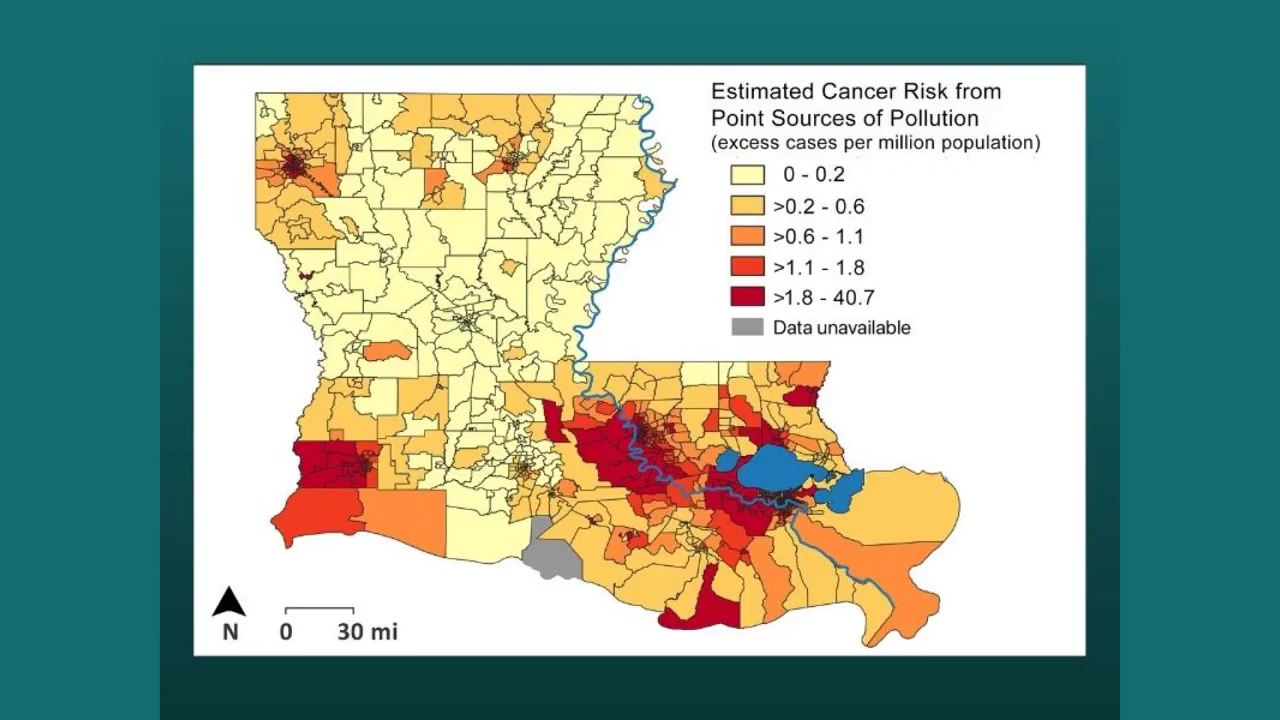 Estimated Cancer Risk from
Point Sources of Pollution
(excess cases per million population)
0 - 0.2
>0.2 - 0.6
>0.6 - 1.1
>1.1 - 1.8
>1.8 - 40.7
Data unavailable
N 0 30 mi